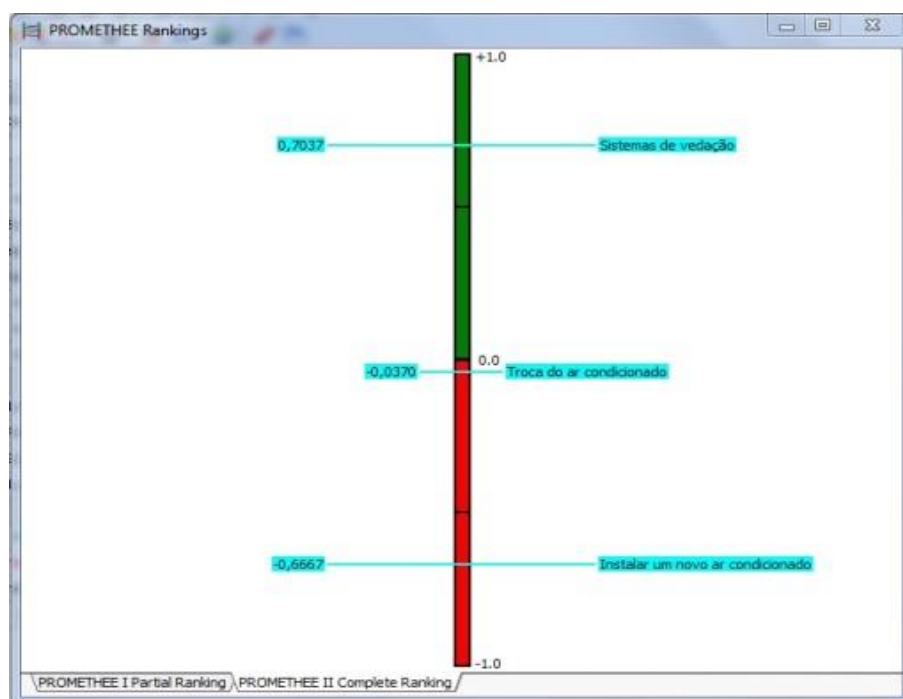 PROMETHEE Rankings
+1.0
0,7037 Sistemas de vedação
0.0
-0,0370 Troca do ar condicionado
-0,6667 Instalar um novo ar condicionado
-1.0
PROMETHEE I Partial Ranking PROMETHEE II Complete Ranking